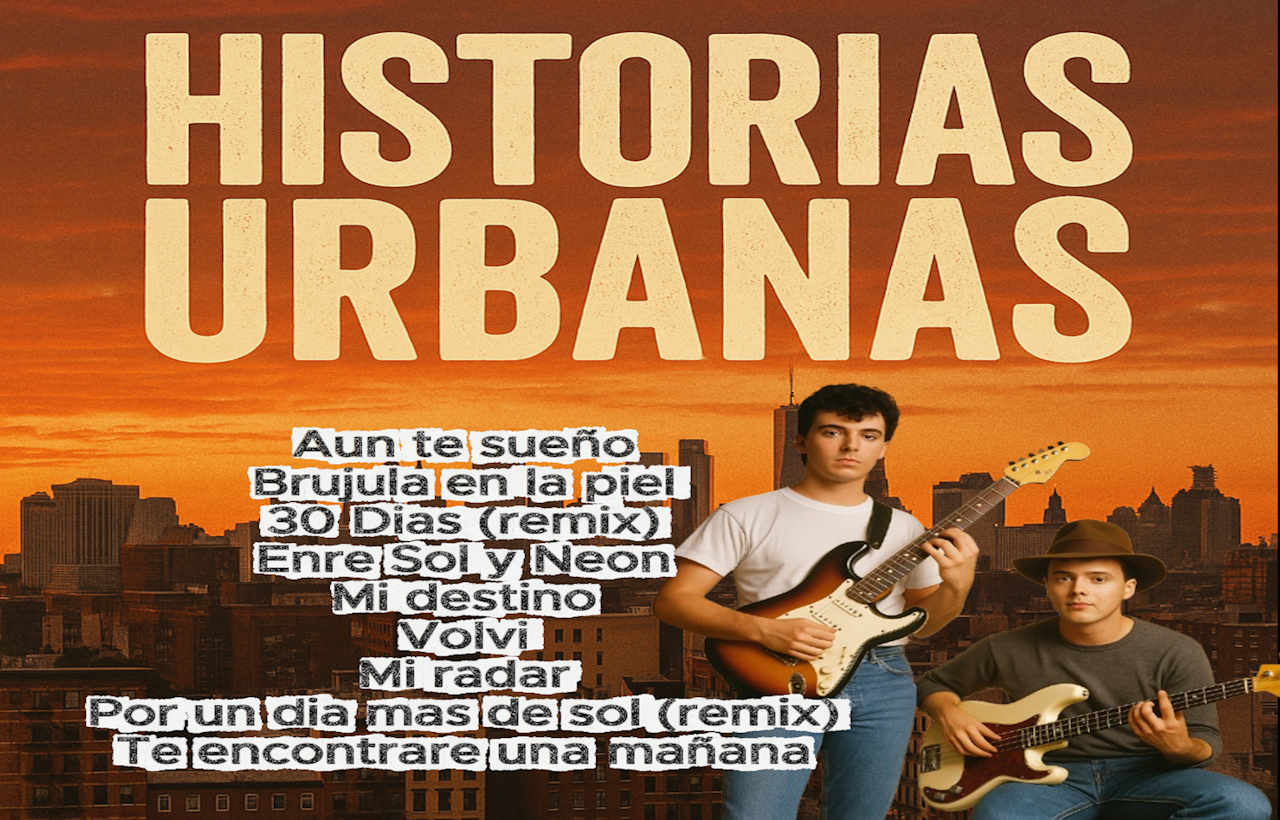 HISTORIAS
URBANAS
Aun te sueño
Brujula en la piel
30 Dias (remix)
Enre Sol y Neon
Mi destino
Volvi
Mi radar
Por un dia mas de sol (remix)
Te encontrare una mañana